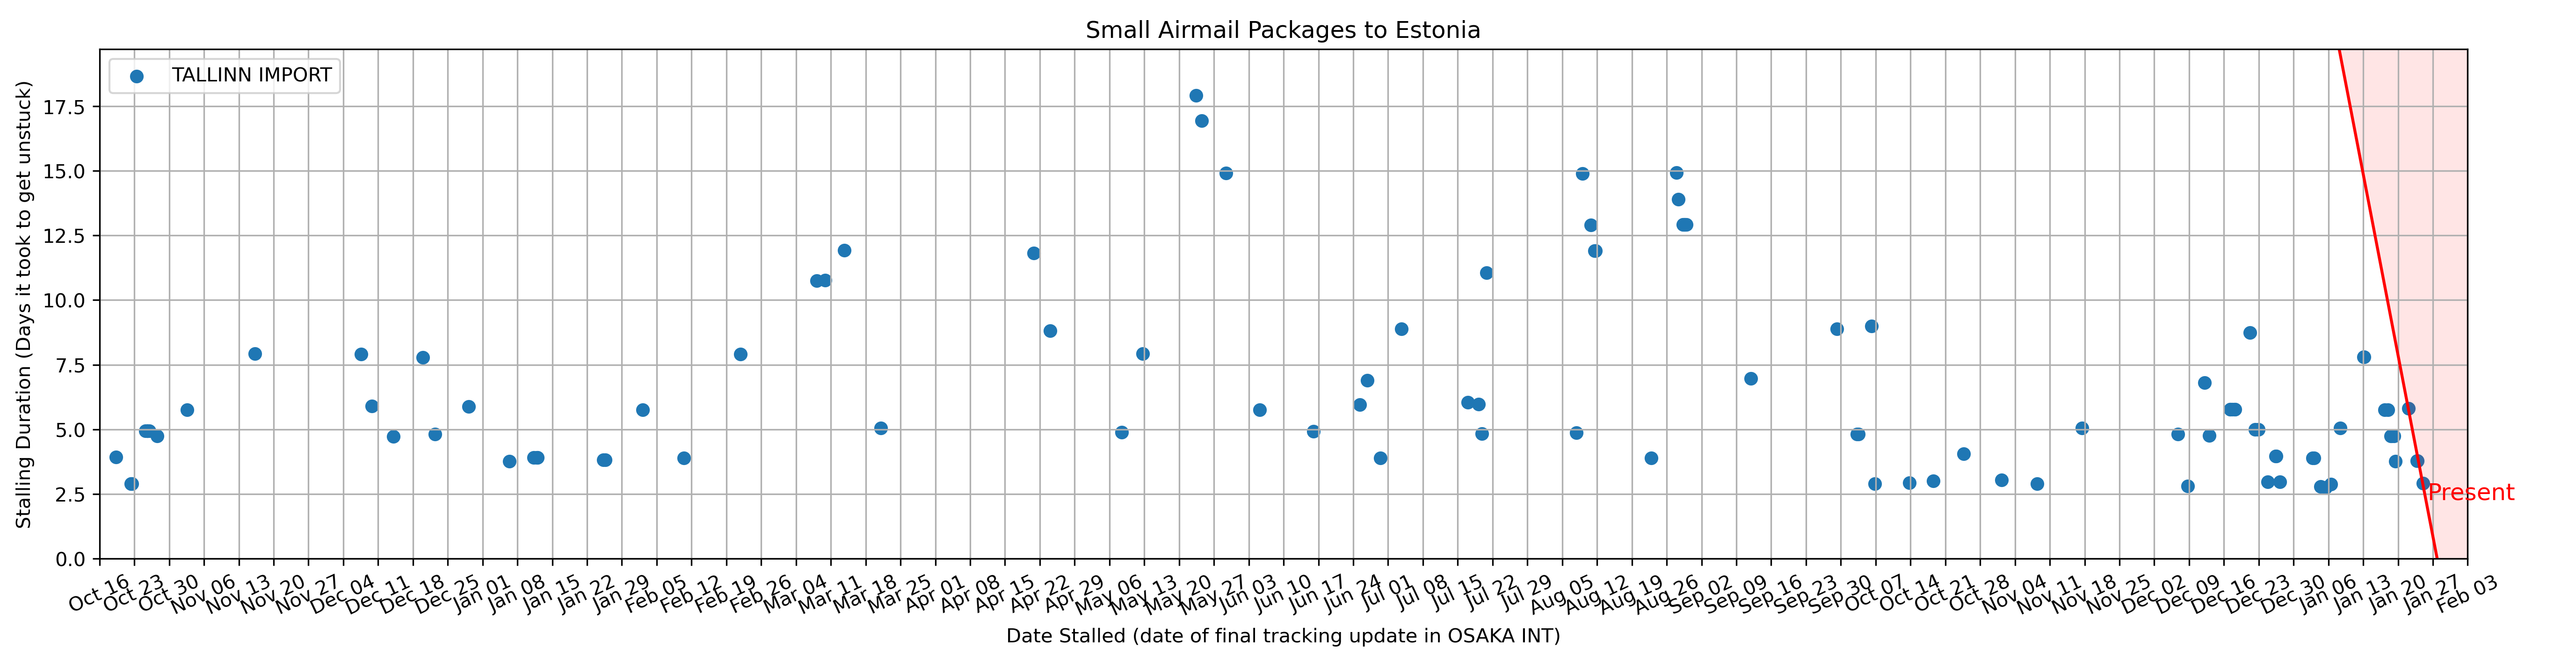 Small Airmail Packages to Estonia
TALLINN IMPORT
Stalling Duration (Days it took to get unstuck)
17.5
15.0
12.5
10.0
7.5
5.0
2.5
0.0
Present
Oct 16
Oct 23
Oct 30
Nov 06
Nov 13
Nov 20
Nov 27
Dec 04
Dec 11
Dec 18
Dec 25
Jan 01
Jan 08
Jan 15
Jan 22
Jan 29
Feb 05
Feb 12
Feb 19
Feb 26
Mar 04
Mar 11
Mar 18
Mar 25
Apr 01
Apr 08
Apr 15
Apr 22
Apr 29
May 06
May 13
May 20
May 27
Jun 03
Jun 10
Jun 17
Jun 24
Jul 01
Jul 08
Jul 15
Jul 22
Jul 29
Aug 05
Aug 12
Aug 19
Aug 26
Sep 02
Sep 09
Sep 16
Sep 23
Sep 30
Oct 07
Oct 14
Oct 21
Oct 28
Nov 04
Nov 11
Nov 18
Nov 25
Dec 02
Dec 09
Dec 16
Dec 23
Dec 30
Jan 06
Jan 13
Jan 20
Jan 27
Feb 03
Date Stalled (date of final tracking update in OSAKA INT)